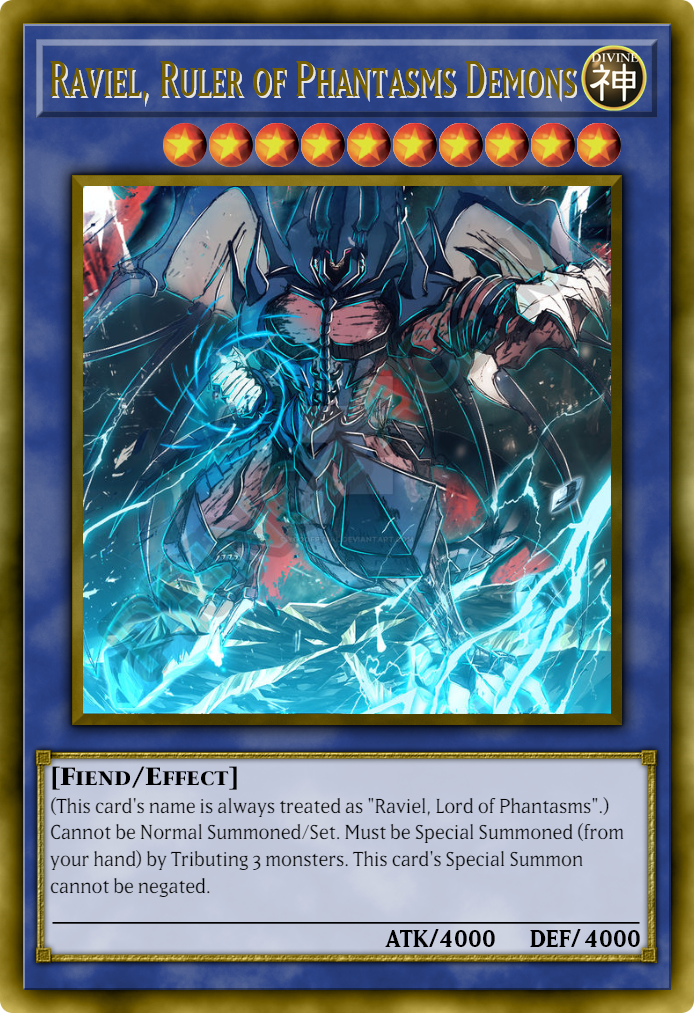 Raviel, Ruler of Phantasms Demons
DIVINE
神
[Fiend/Effect]
(This card's name is always treated as "Raviel, Lord of Phantasms".)
Cannot be Normal Summoned/Set. Must be Special Summoned (from
your hand) by Tributing 3 monsters. This card's Special Summon
cannot be negated.
ATK/4000 DEF/ 4000